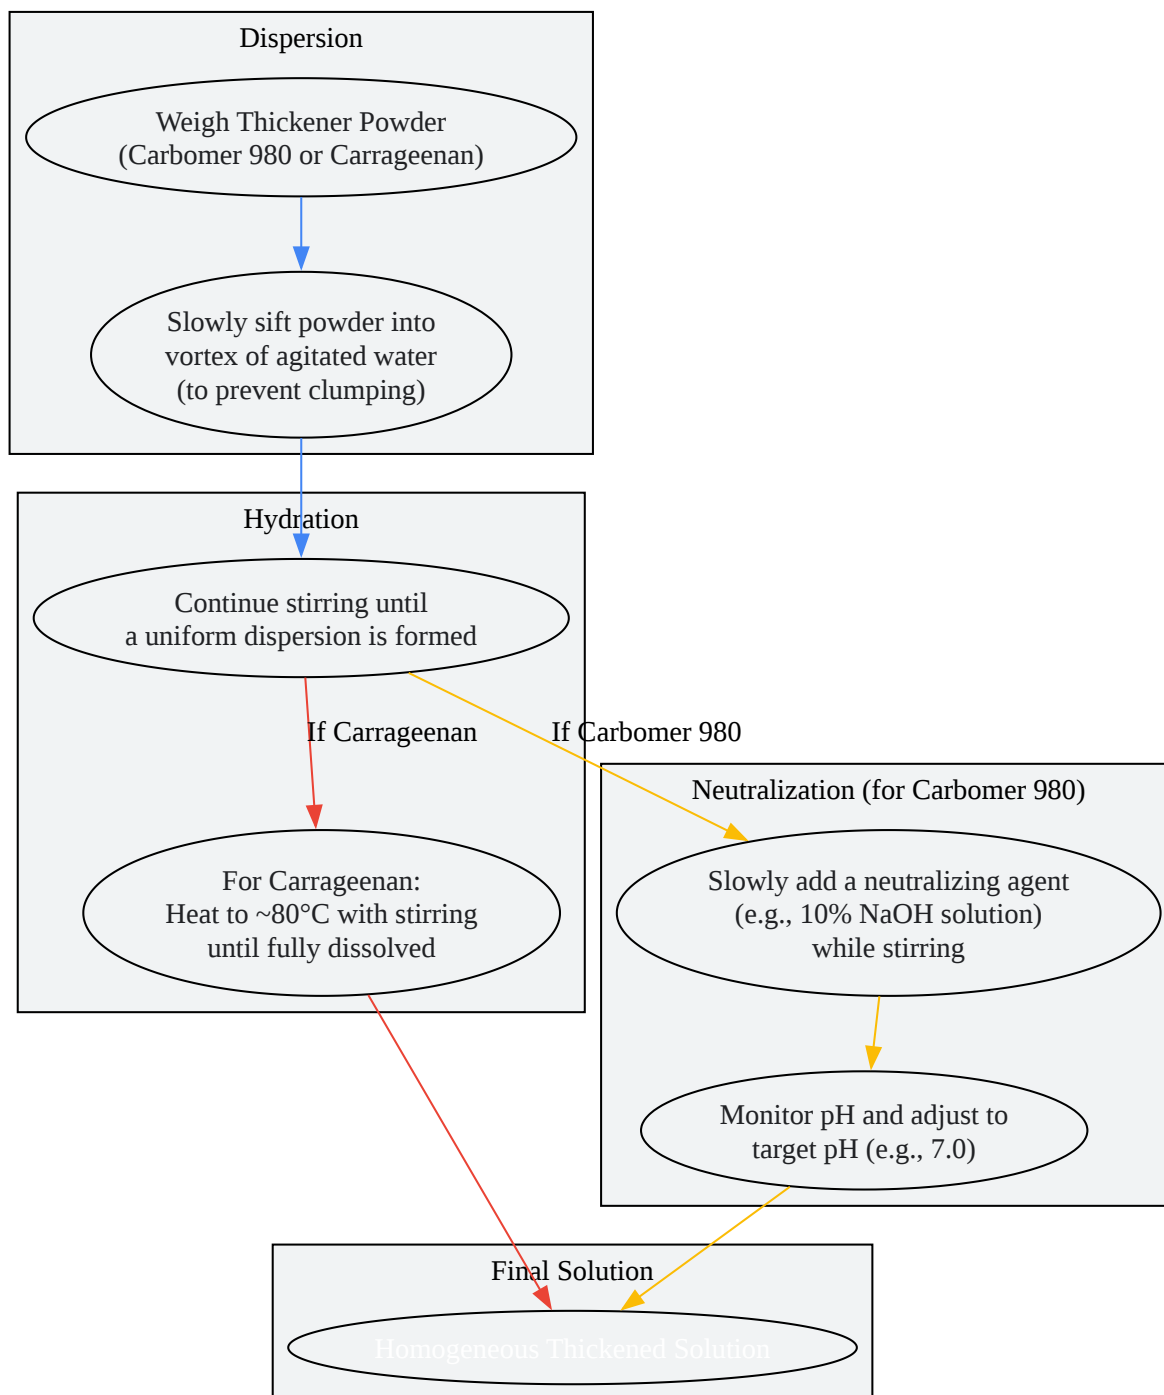 Dispersion
Weigh Thickener Powder
(Carbomer 980 or Carrageenan)
Slowly sift powder into
vortex of agitated water
(to prevent clumping)
Hydration
Continue stirring until
a uniform dispersion is formed
If Carrageenan
If Carbomer 980
For Carrageenan:
Heat to ~80°C with stirring
until fully dissolved
Neutralization (for Carbomer 980)
Slowly add a neutralizing agent
(e.g., 10% NaOH solution)
while stirring
Monitor pH and adjust to
target pH (e.g., 7.0)
Final Solution
Homogeneous Thickened Solution